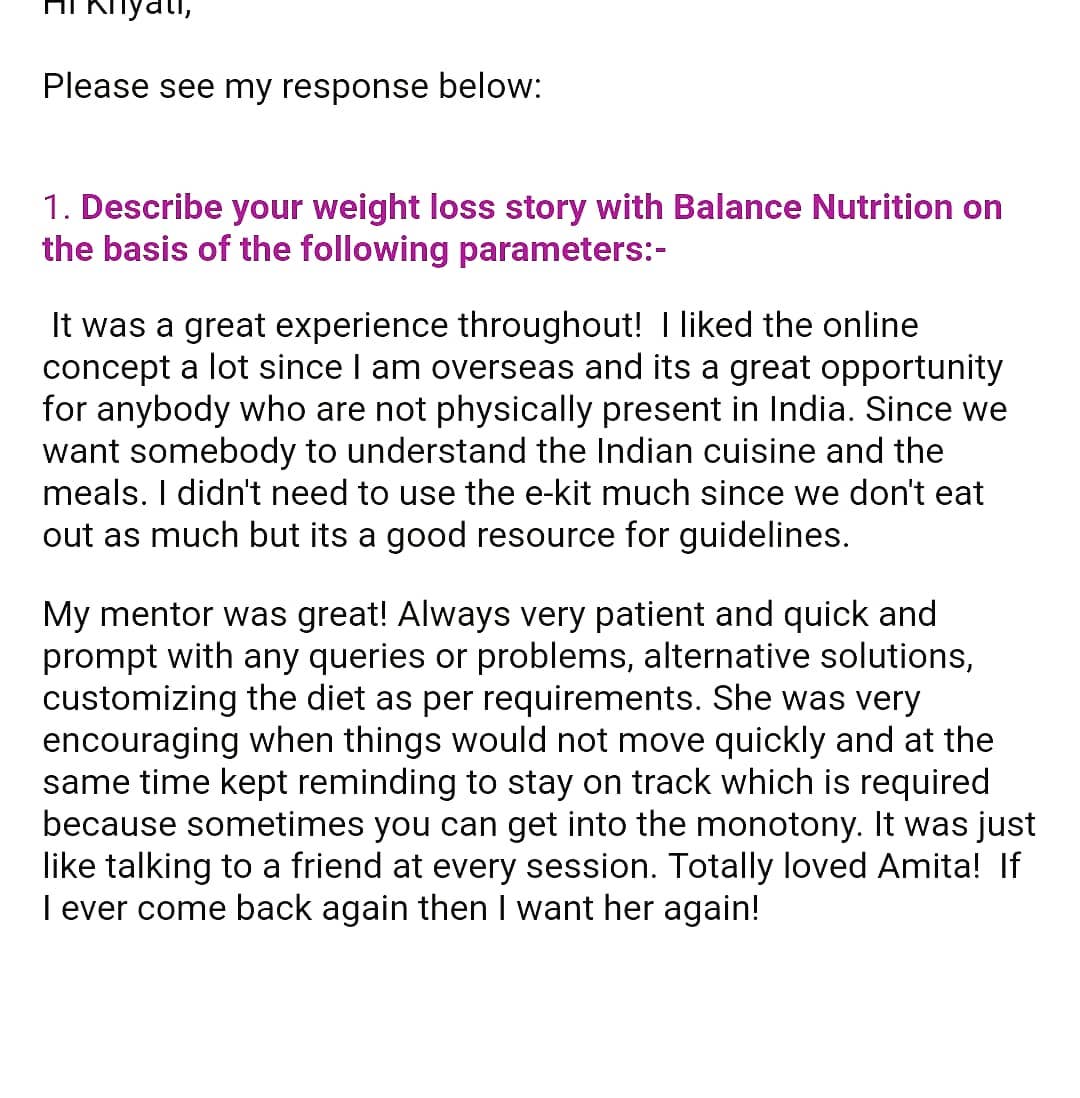 Hi Khyati,
Please see my response below:
1. Describe your weight loss story with Balance Nutrition on
the basis of the following parameters:-
It was a great experience throughout!  I liked the online
concept a lot since I am overseas and its a great opportunity
for anybody who are not physically present in India. Since we
want somebody to understand the Indian cuisine and the
meals. I didn't need to use the e-kit much since we don't eat
out as much but its a good resource for guidelines.
My mentor was great! Always very patient and quick and
prompt with any queries or problems, alternative solutions,
customizing the diet as per requirements. She was very
encouraging when things would not move quickly and at the
same time kept reminding to stay on track which is required
because sometimes you can get into the monotony. It was just
like talking to a friend at every session. Totally loved Amita!  If
I ever come back again then I want her again!